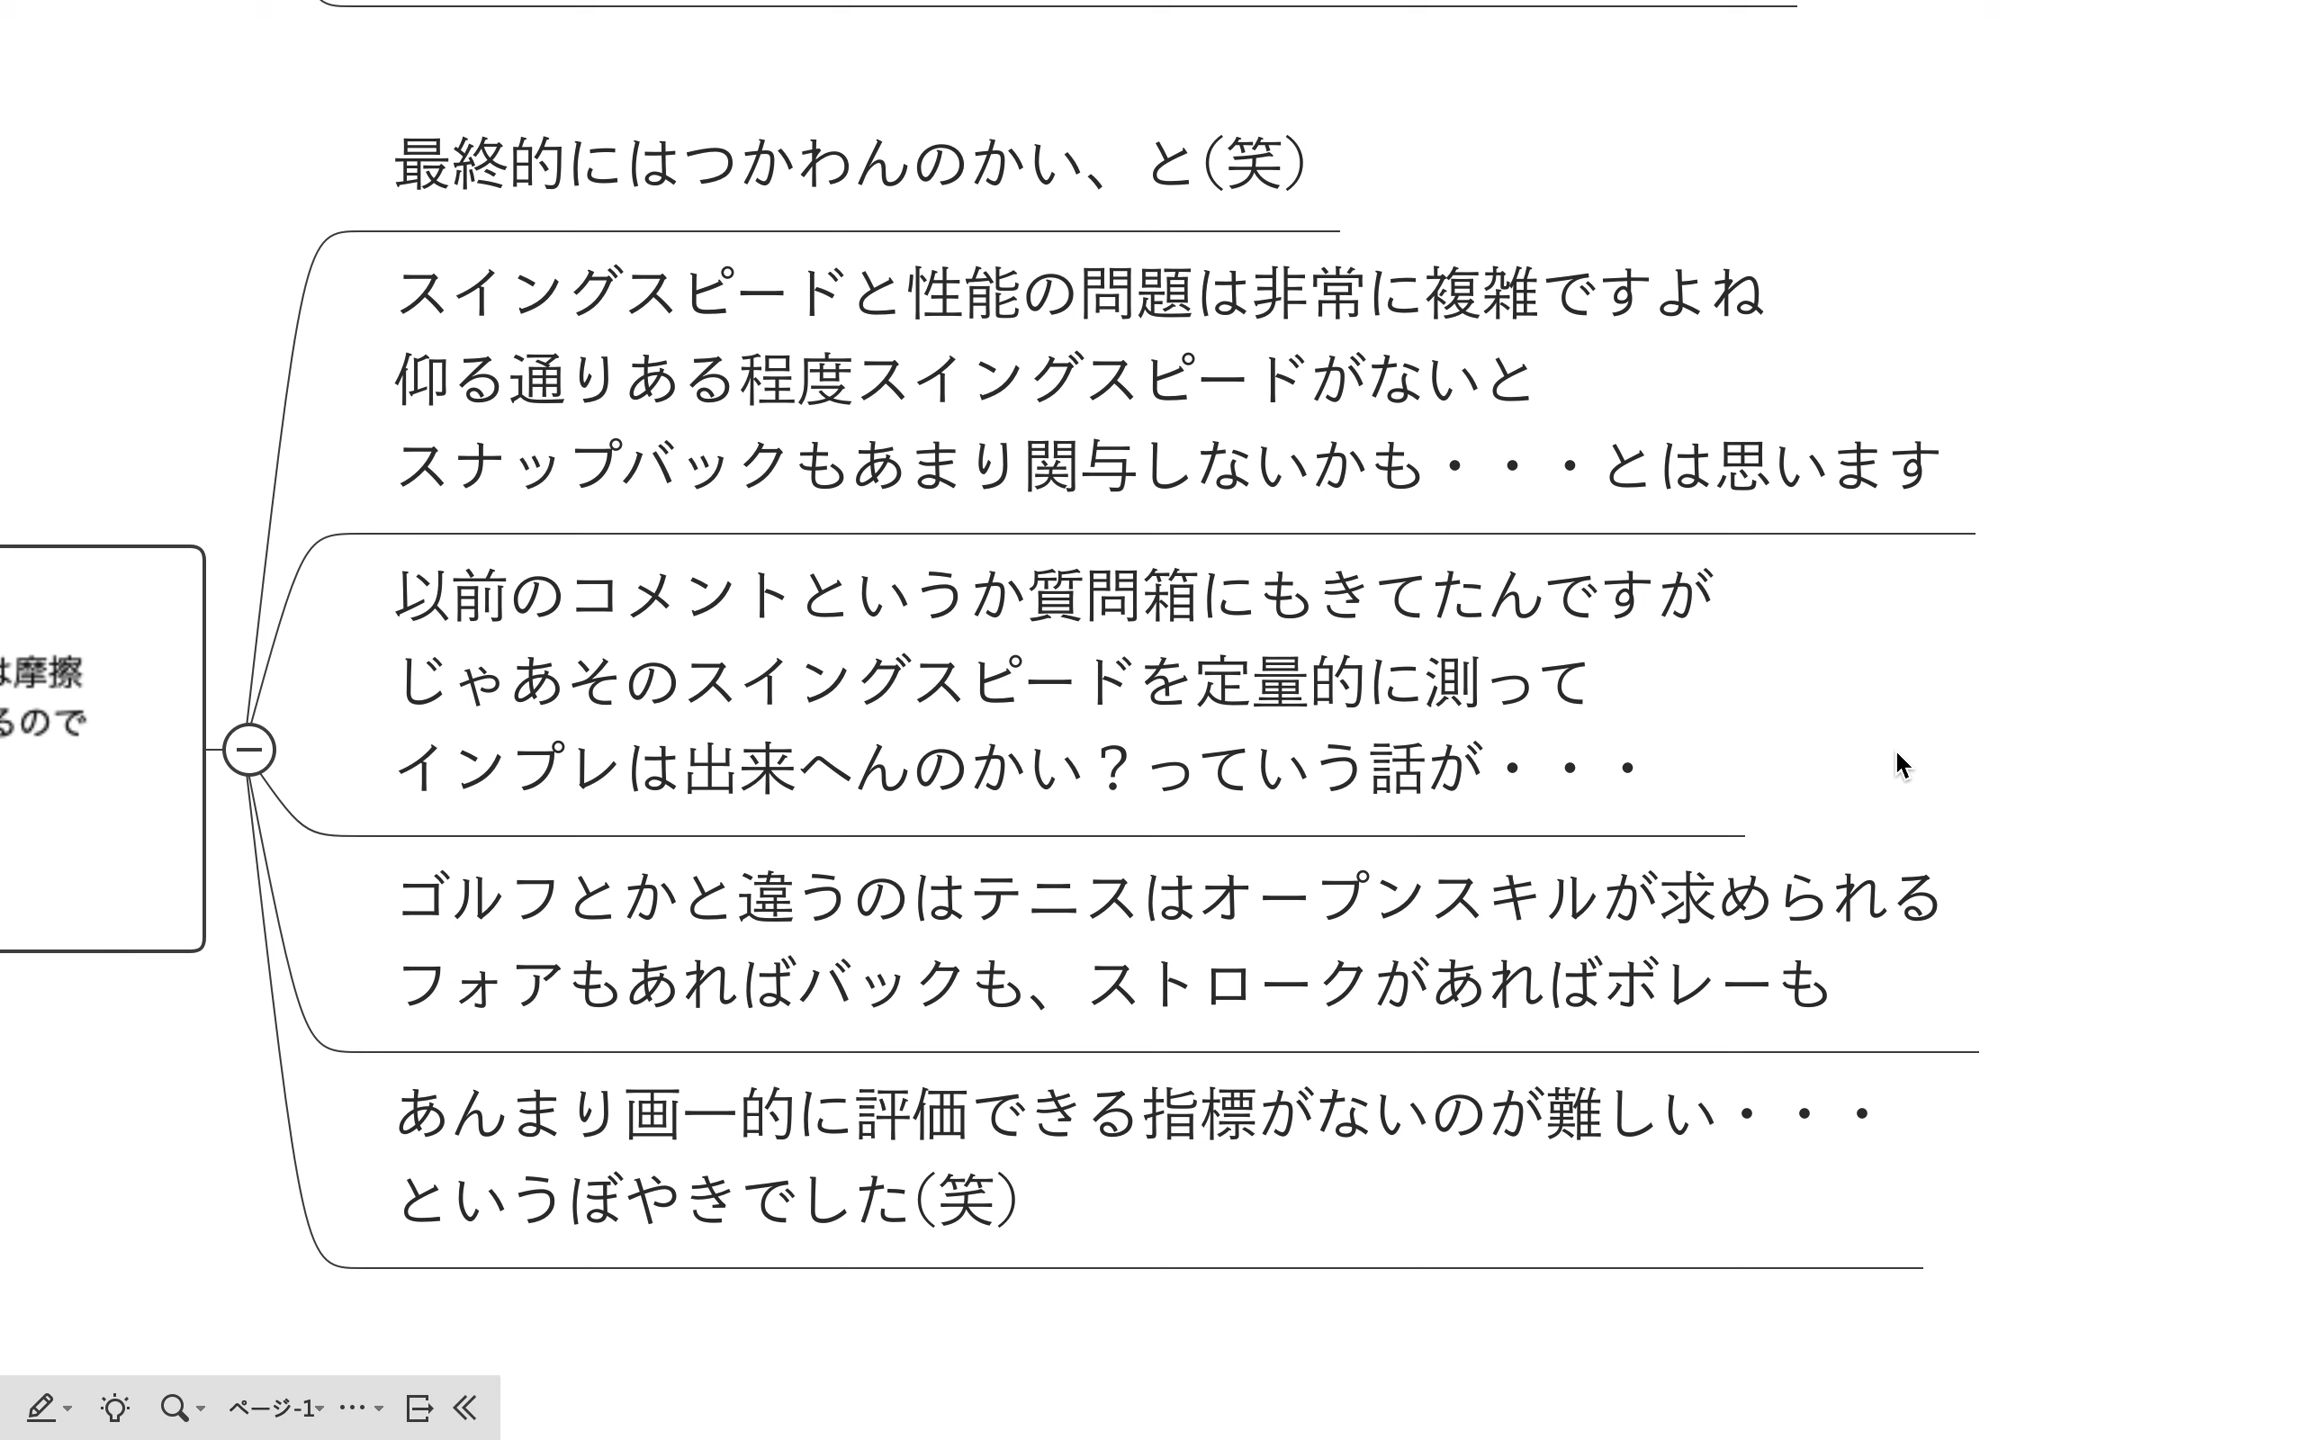 最終的にはつかわんのかい、と(笑)
スイングスピードと性能の問題は非常に複雑ですよね
仰る通りある程度スイングスピードがないと
スナップバックもあまり関与しないかも・・・とは思います
は摩擦
るので
以前のコメントというか質問箱にもきてたんですが
じゃあそのスイングスピードを定量的に測って
インプレは出来へんのかい？っていう話が・・・
ゴルフとかと違うのはテニスはオープンスキルが求められる
フォアもあればバックも、ストロークがあればボレーも
あんまり画一的に評価できる指標がないのが難しい・・・
というぼやきでした(笑)
ページ-1